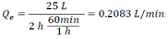 Qe = 25 L / (2 h 60min/1 h) = 0.2083 L/min